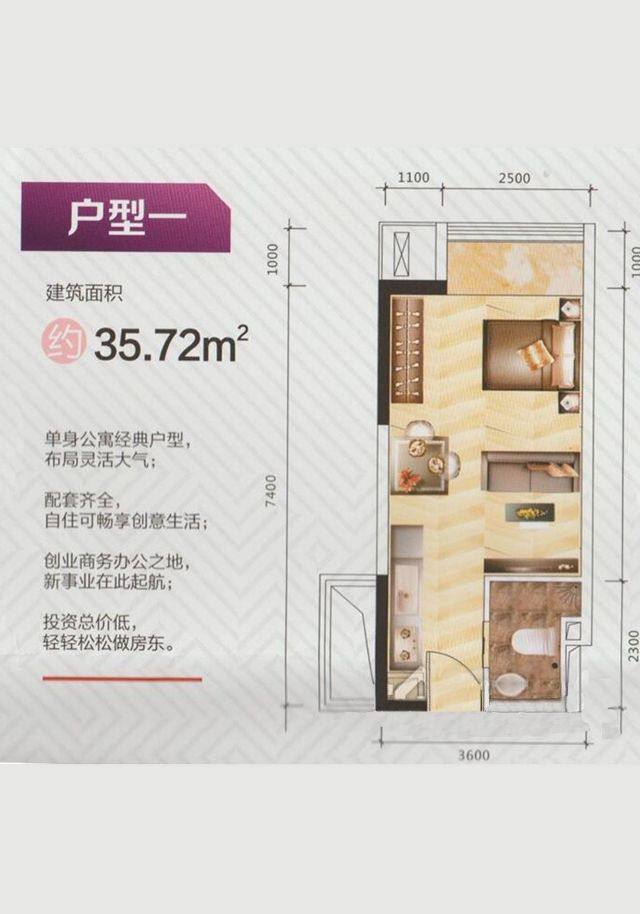 户型一
建筑面积
约 35.72m²
单身公寓经典户型，
布局灵活大气；
配套齐全，
自住可畅享创意生活；
创业商务办公之地，
新事业在此起航；
投资总价低，
轻轻松松做房东。
1100 2500
1000 1000
7400
2300
3600